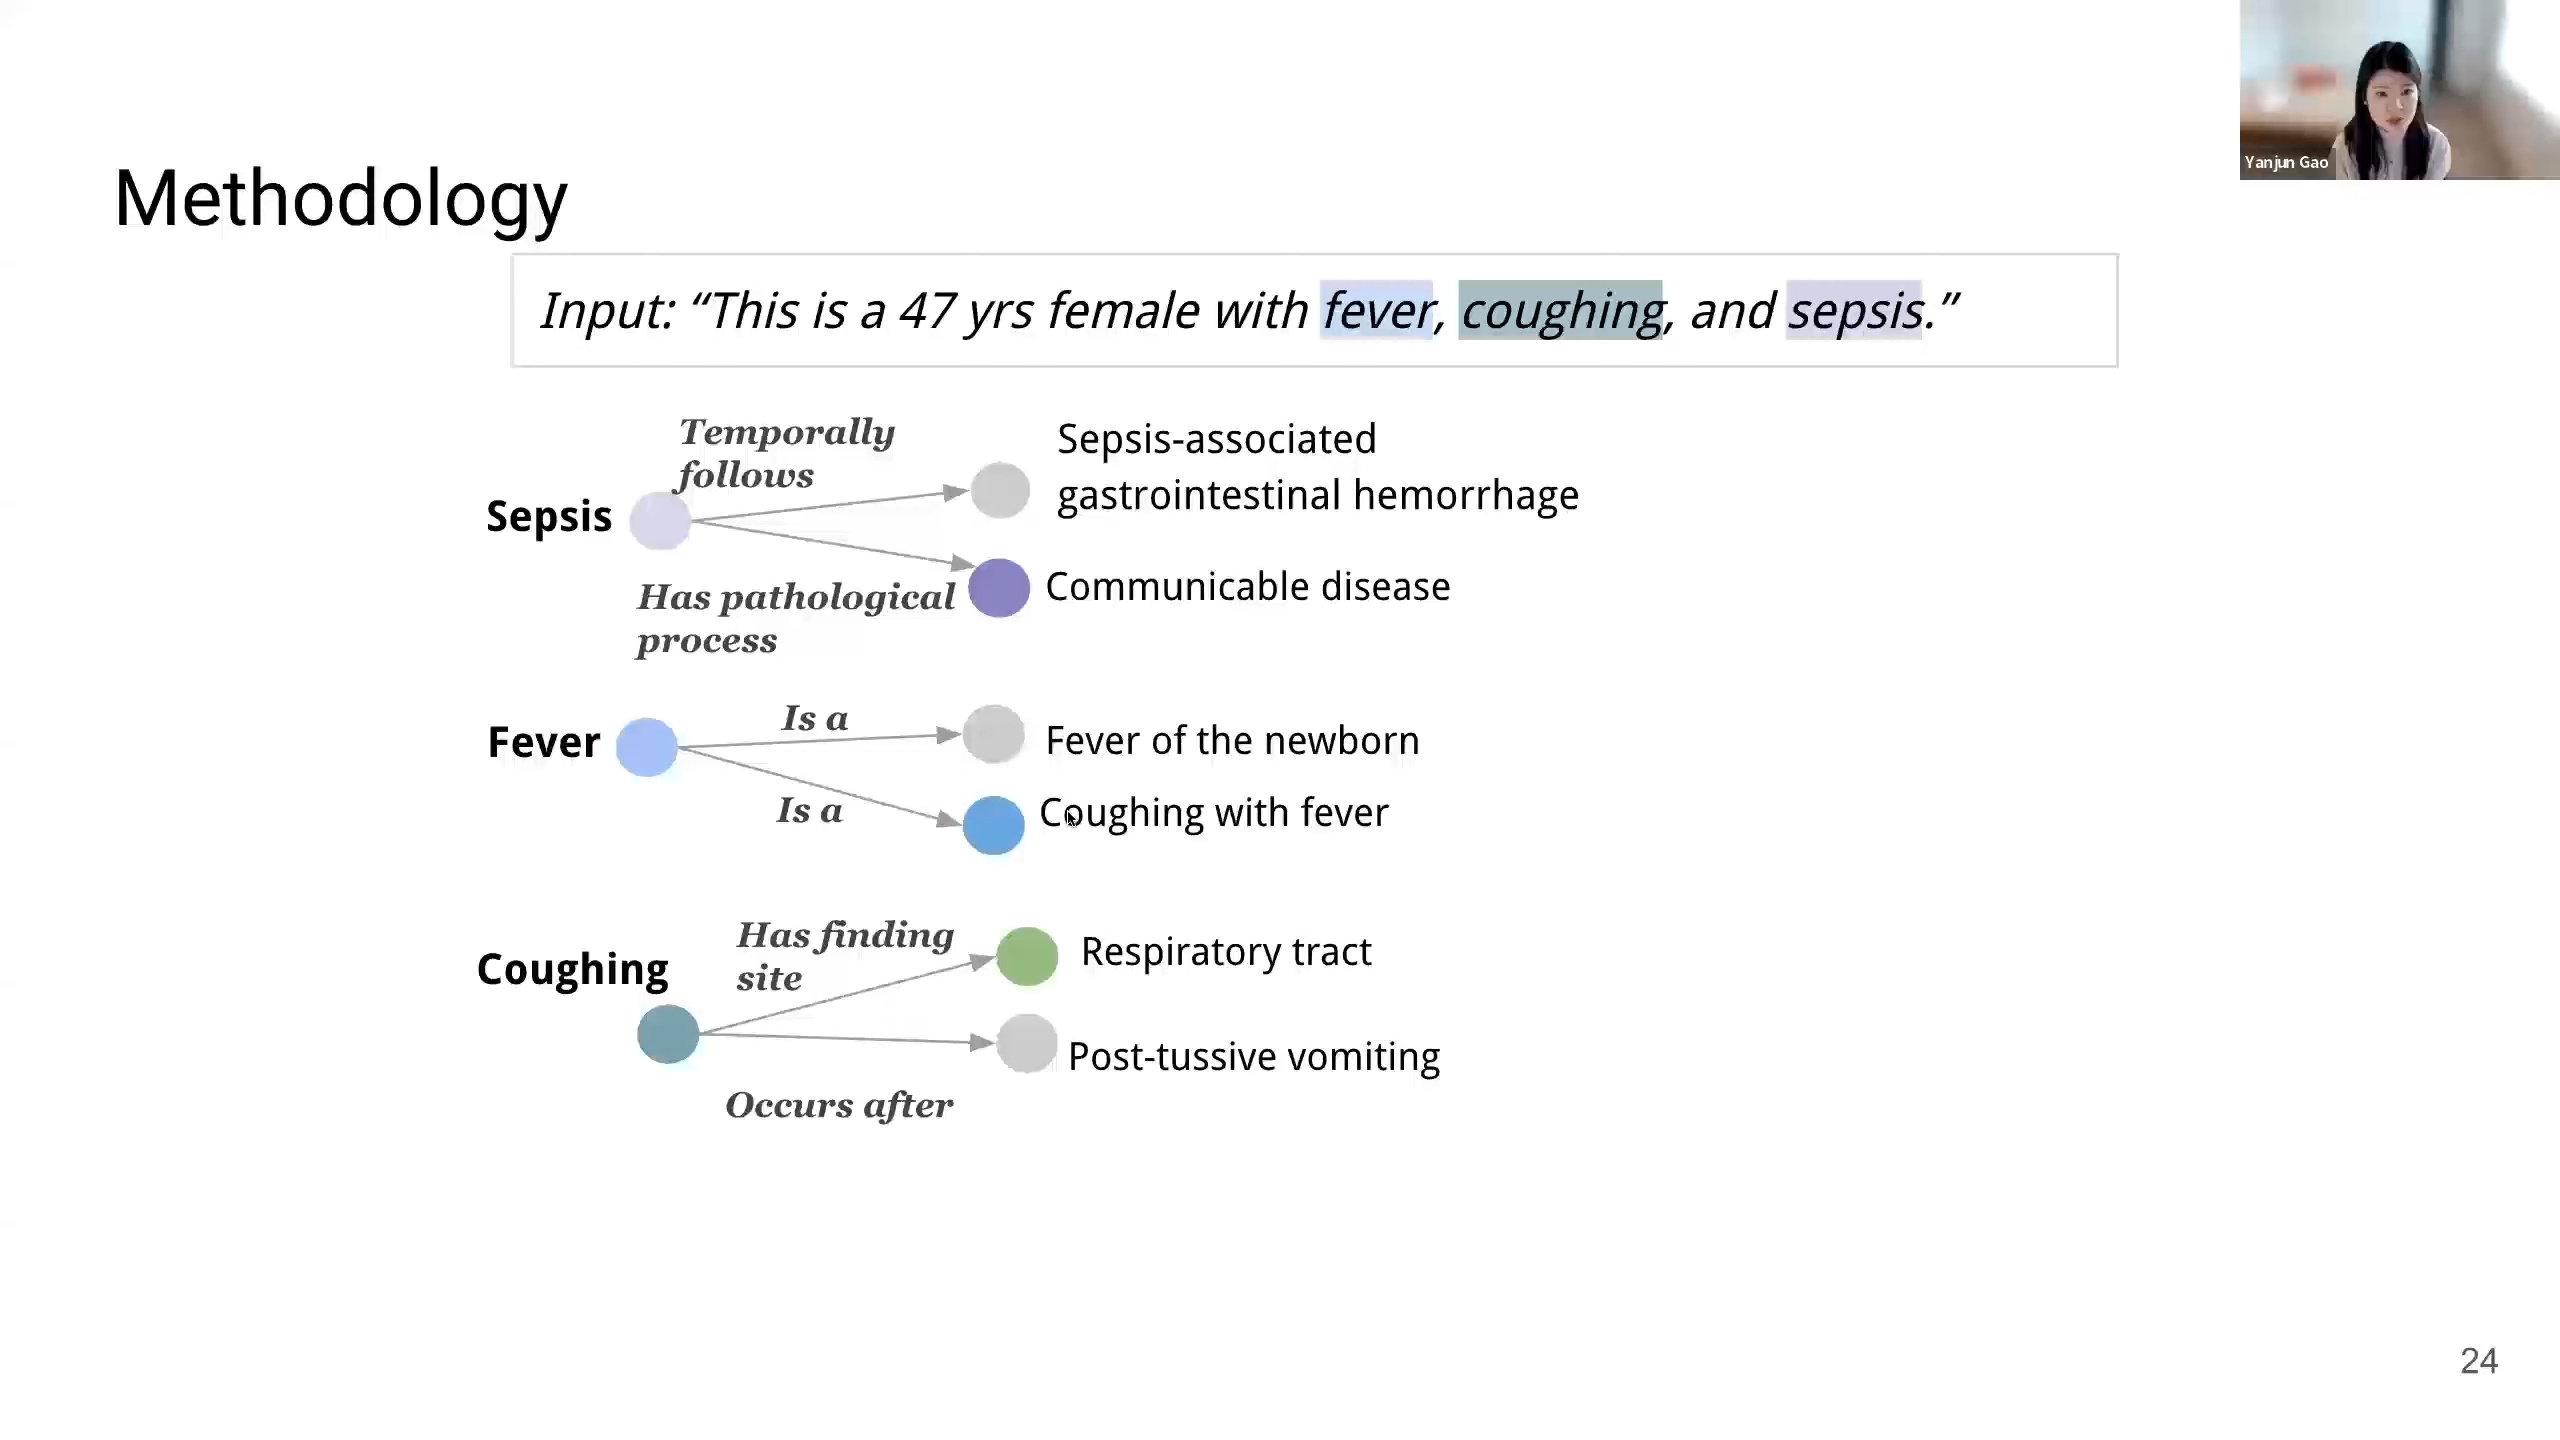 Yanjun Gao
Methodology
Input: “This is a 47 yrs female with fever, coughing, and sepsis.”
Temporally
follows
Sepsis-associated
gastrointestinal hemorrhage
Sepsis
Has pathological
process
Communicable disease
Is a
Fever
Fever of the newborn
Is a
Coughing with fever
Has finding
site
Coughing
Respiratory tract
Post-tussive vomiting
Occurs after
24